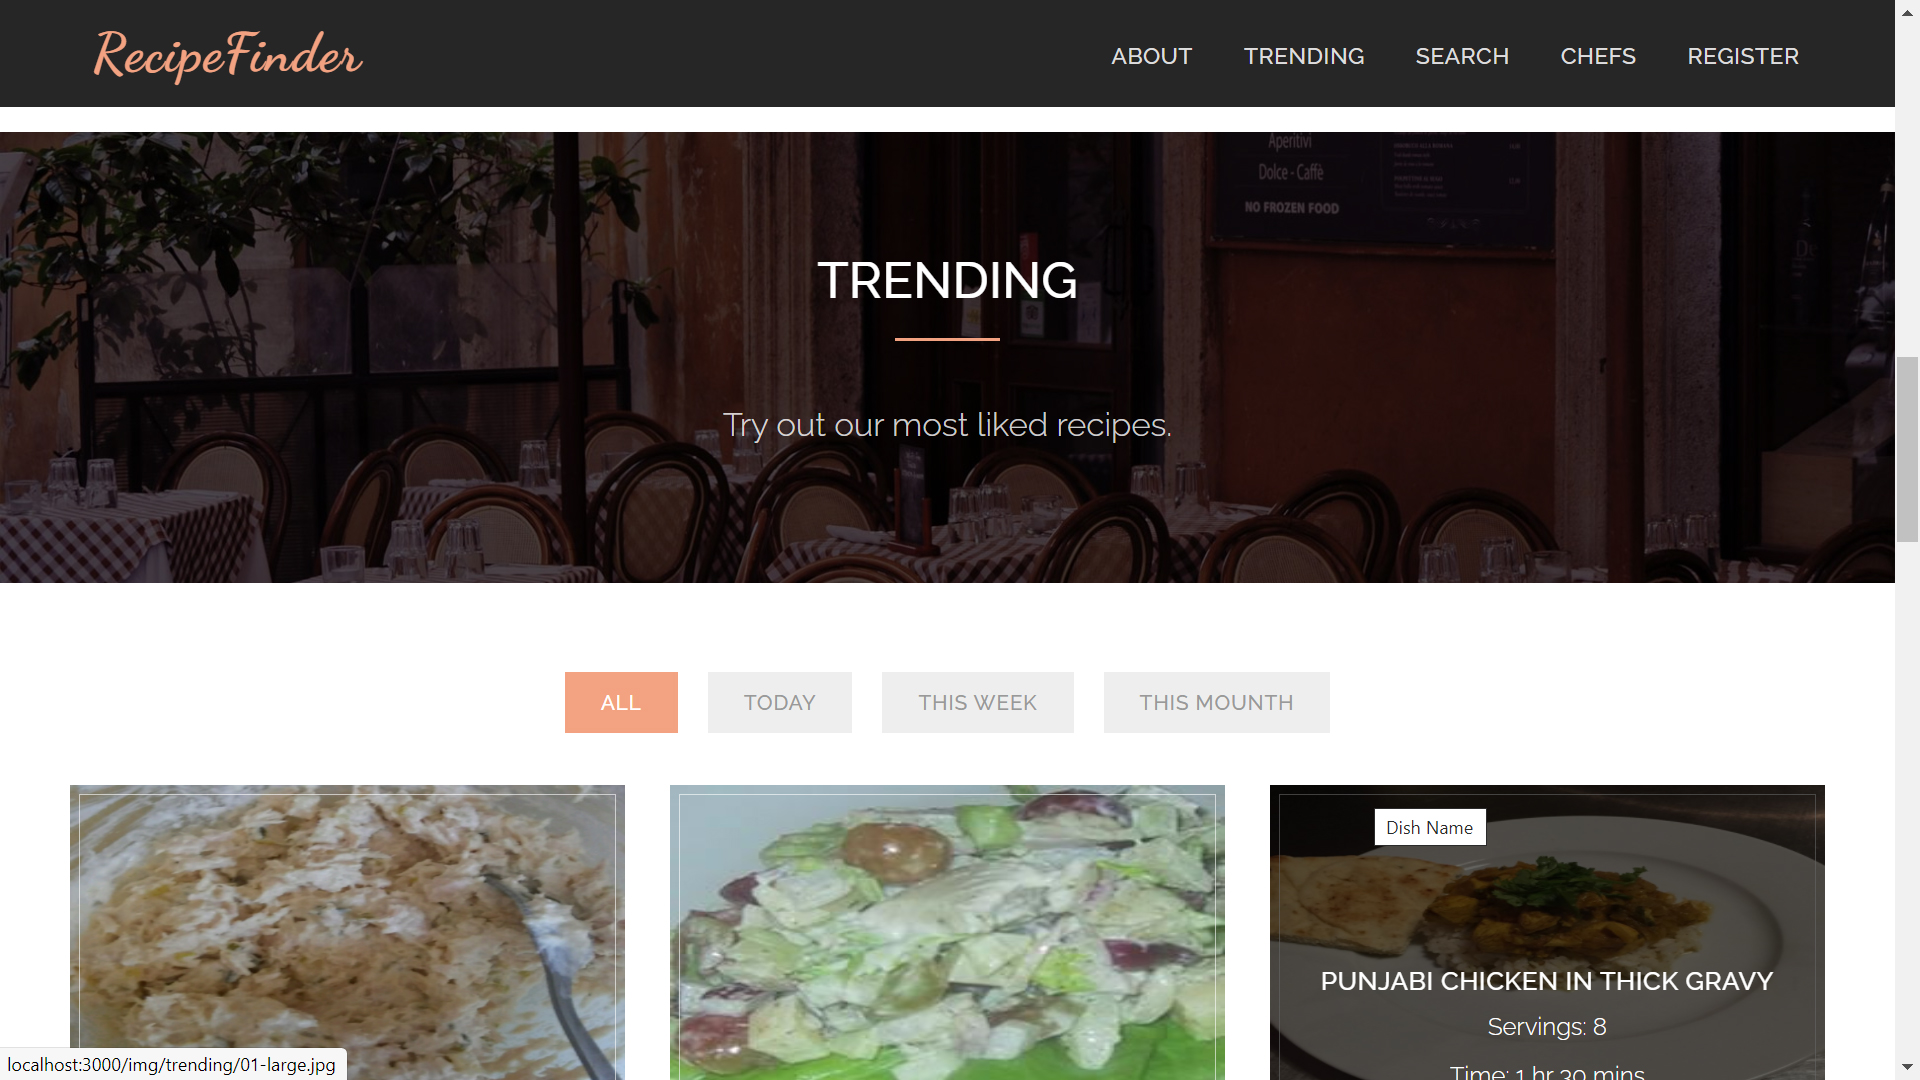 RecipeFinder
ABOUT TRENDING SEARCH CHEFS REGISTER
Aperitivi
Dolce - Caffè
NO FROZEN FOOD
TRENDING
Try out our most liked recipes.
ALL TODAY THIS WEEK THIS MOUNTH
Dish Name
PUNJABI CHICKEN IN THICK GRAVY
Servings: 8
Time: 1 hr 30 mins
localhost:3000/img/trending/01-large.jpg